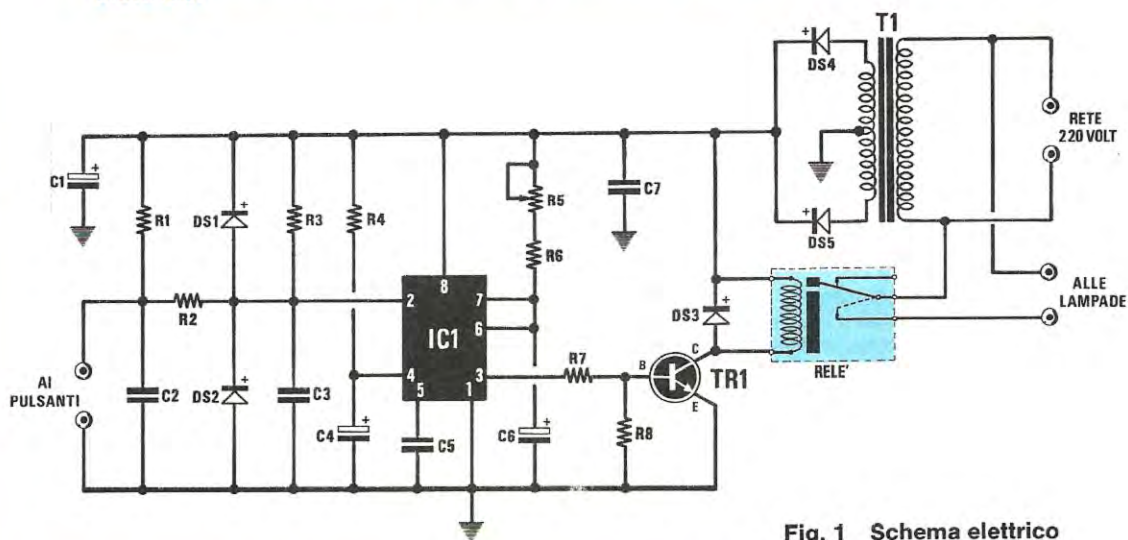 T1
DS4
DS5
RETE
220 VOLT
ALLE
LAMPADE
C1
R1
DS1
R3
R4
R5
R6
C7
DS3
RELE'
R2
AI
PULSANTI
C2
DS2
C3
C4
C5
C6
IC1
8
2
7
6
4
5
1
3
R7
R8
B
C
E
TR1
Fig. 1 Schema elettrico